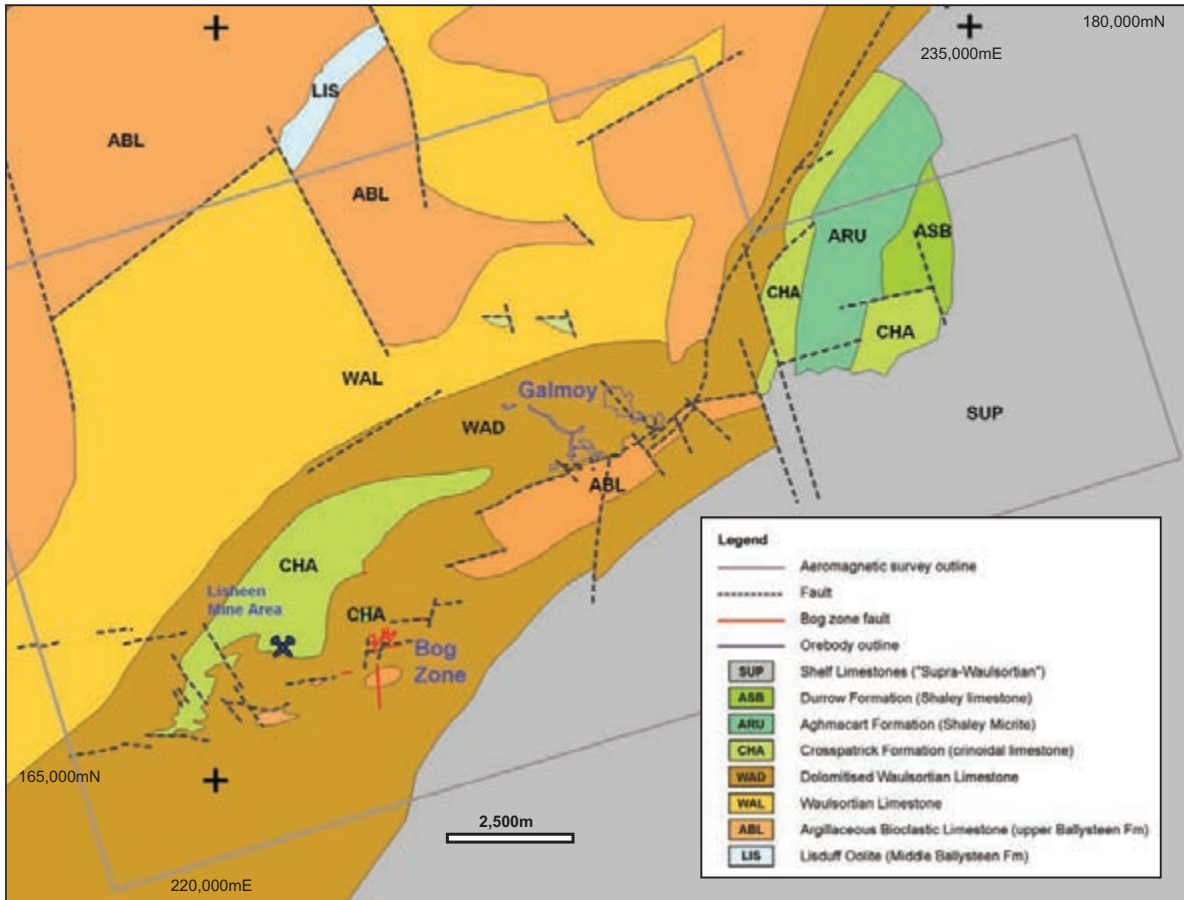 180,000mN
235,000mE
LIS
ABL
ABL
ARU
ASB
CHA
CHA
WAL
Galmoy
SUP
WAD
ABL
CHA
Lisheen
Mine Area
CHA
Bog
Zone
165,000mN
2,500m
220,000mE
Legend
Aeromagnetic survey outline
Fault
Bog zone fault
Orebody outline
SUP Shelf Limestones ("Supra-Waulsortian")
ASB Durrow Formation (Shaley limestone)
ARU Aghmacart Formation (Shaley Micrite)
CHA Crosspatrick Formation (crinoidal limestone)
WAD Dolomitised Waulsortian Limestone
WAL Waulsortian Limestone
ABL Argillaceous Bioclastic Limestone (upper Ballysteen Fm)
LIS Lisduff Oolite (Middle Ballysteen Fm)